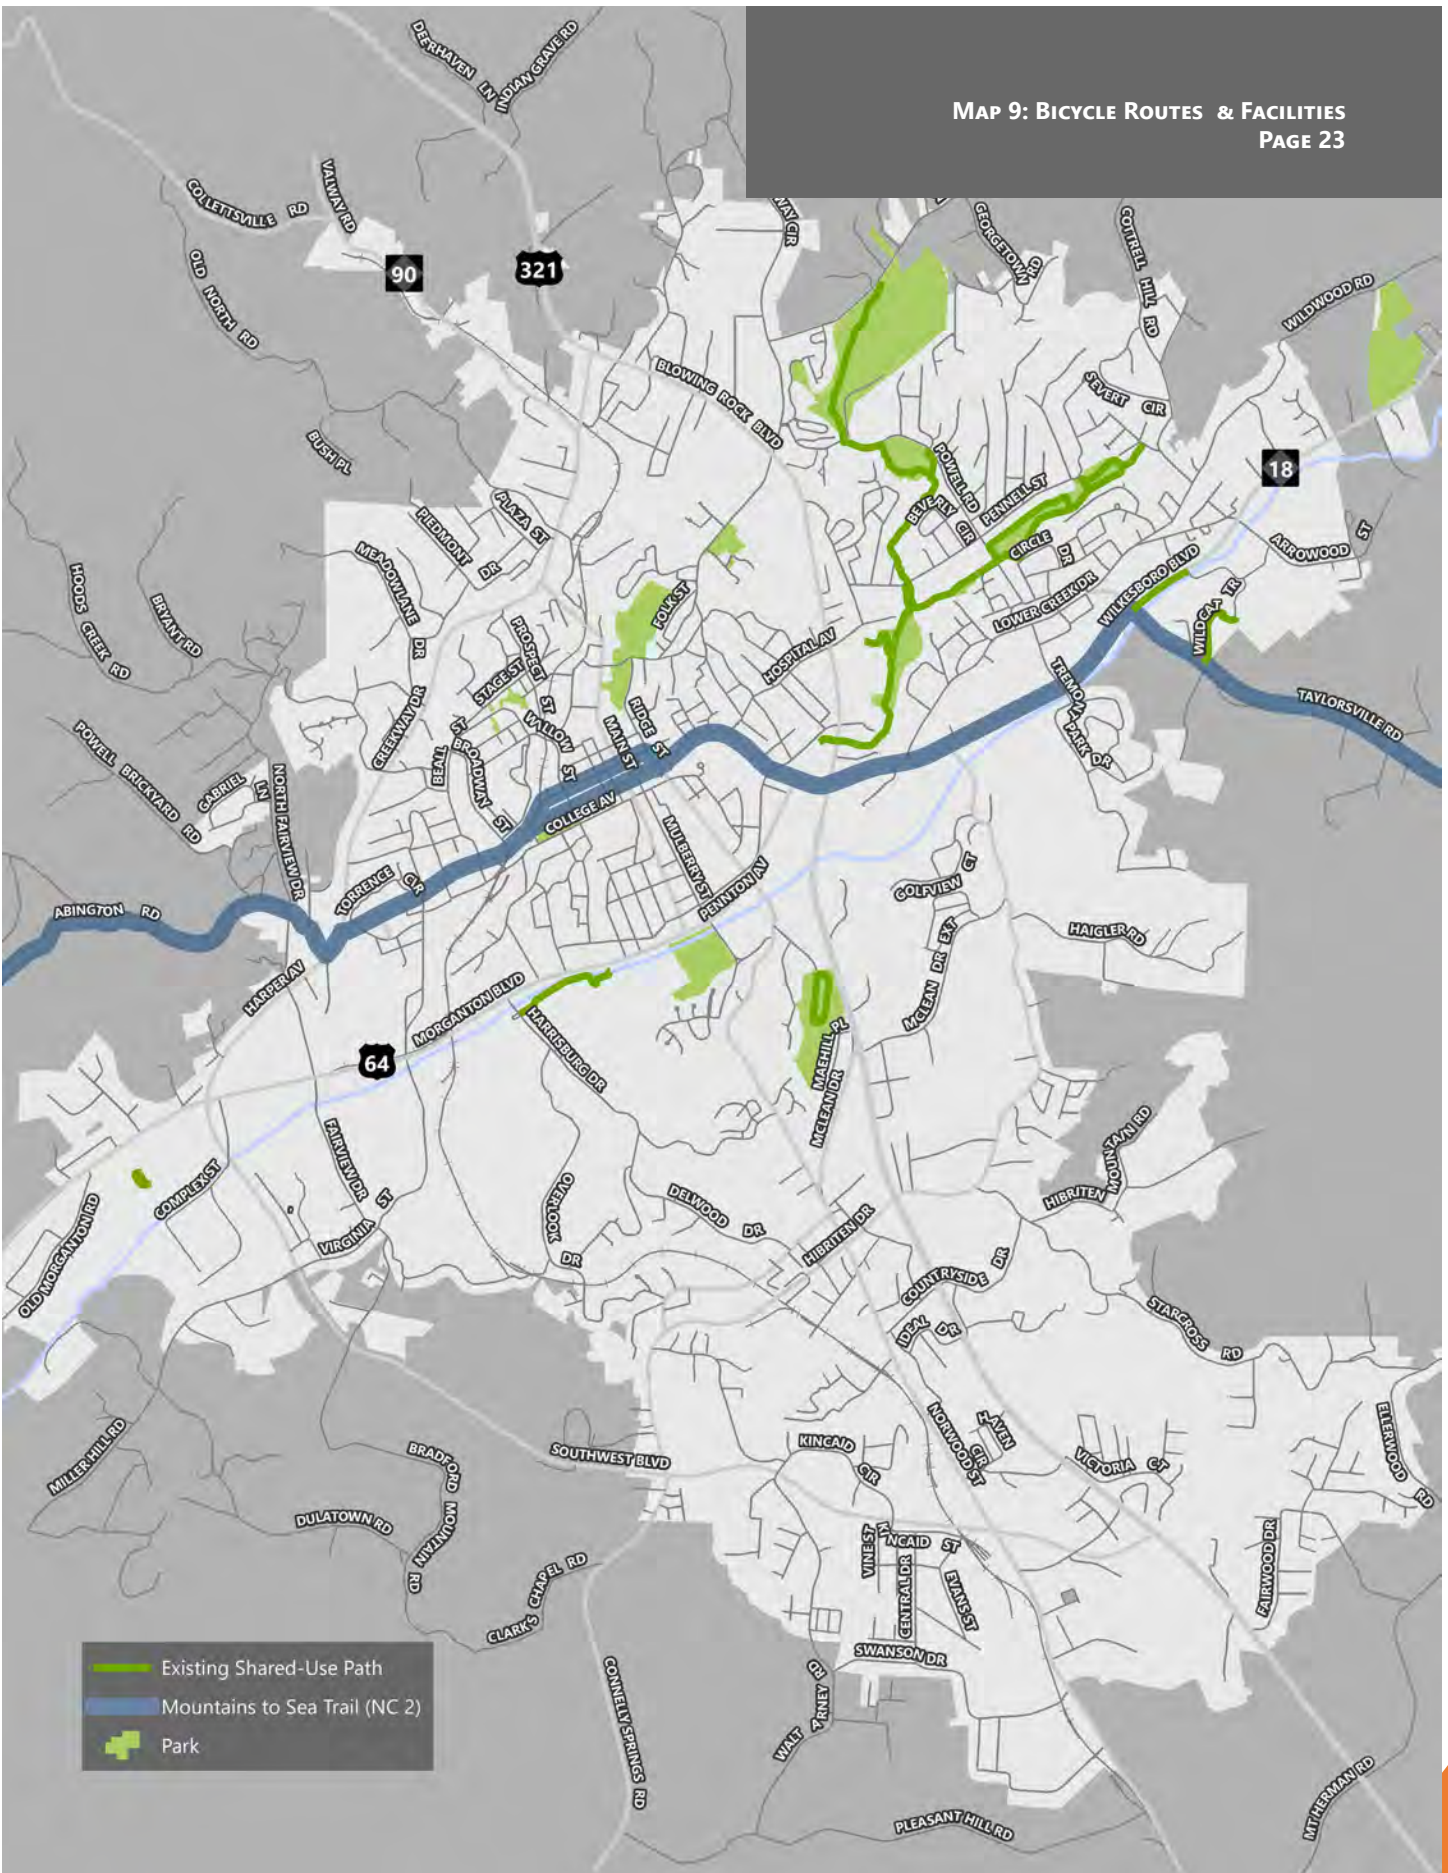 Map 9: Bicycle Routes & Facilities
Page 23
DEERHAVEN LN
INDIAN GRAVE RD
COLLETTSVILLE RD
VALWAY RD
WAY CIR
GEORGETOWN RD
COTTRELL HILL RD
90
321
OLD NORTH RD
WILDWOOD RD
BLOWING ROCK BLVD
SEVERT CIR
BUSH PL
18
POWELL RD
PENNELL ST
PLAZA ST
PIEDMONT DR
BEVERLY CIR
CIRCLE DR
ARROWOOD ST
MEADOWLANE DR
HOODS CREEK RD
BRYANT RD
FOLK ST
WILKESBORO BLVD
LOWER CREEK DR
WILDCAT TR
PROSPECT ST
HOSPITAL AV
STAGE ST
TREMONT PARK DR
TAYLORSVILLE RD
CREEKWAY DR
RIDGE ST
MAIN ST
WILLOW ST
BEALL ST
BROADWAY ST
POWELL BRICKYARD RD
GABRIEL LN
NORTH FAIRVIEW DR
COLLEGE AV
MULBERRY ST
PENNTON AV
TORRENCE CIR
GOLFVIEW CT
ABINGTON RD
HAIGLER RD
MCLEAN DR EXT
HARPER AV
MORGANTON BLVD
64
HARRISBURG DR
MAEHILL PL
MCLEAN DR
FAIRVIEW DR
HIBRITEN MOUNTAIN RD
COMPLEX ST
OLD MORGANTON RD
VIRGINIA ST
OVERLOOK DR
DELWOOD DR
HIBRITEN DR
COUNTRYSIDE DR
IDEAL DR
STARCROSS RD
MILLER HILL RD
BRADFORD MOUNTAIN RD
SOUTHWEST BLVD
KINCAID CIR
NORWOOD ST
HAVEN CIR
VICTORIA CT
ELLERWOOD RD
DULATOWN RD
VINE ST
KINCAID ST
CENTRAL DR
EVANS ST
FAIRWOOD DR
CLARK'S CHAPEL RD
SWANSON DR
CONNELLY SPRINGS RD
WALT ARNEY RD
PLEASANT HILL RD
MT HERMAN RD
Existing Shared-Use Path
Mountains to Sea Trail (NC 2)
Park